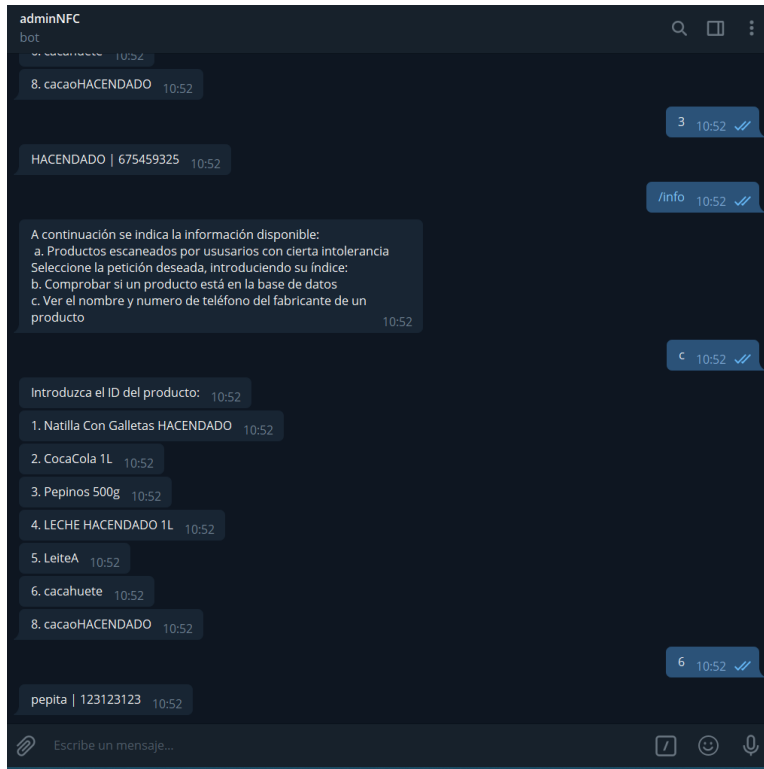 adminNFC
bot
6. cacahuete 10:52
8. cacaoHACENDADO 10:52
3 10:52
HACENDADO | 675459325 10:52
/info 10:52
A continuación se indica la información disponible:
a. Productos escaneados por ususarios con cierta intolerancia
Seleccione la petición deseada, introduciendo su índice:
b. Comprobar si un producto está en la base de datos
c. Ver el nombre y numero de teléfono del fabricante de un
producto 10:52
c 10:52
Introduzca el ID del producto: 10:52
1. Natilla Con Galletas HACENDADO 10:52
2. CocaCola 1L 10:52
3. Pepinos 500g 10:52
4. LECHE HACENDADO 1L 10:52
5. LeiteA 10:52
6. cacahuete 10:52
8. cacaoHACENDADO 10:52
6 10:52
pepita | 123123123 10:52
Escribe un mensaje...